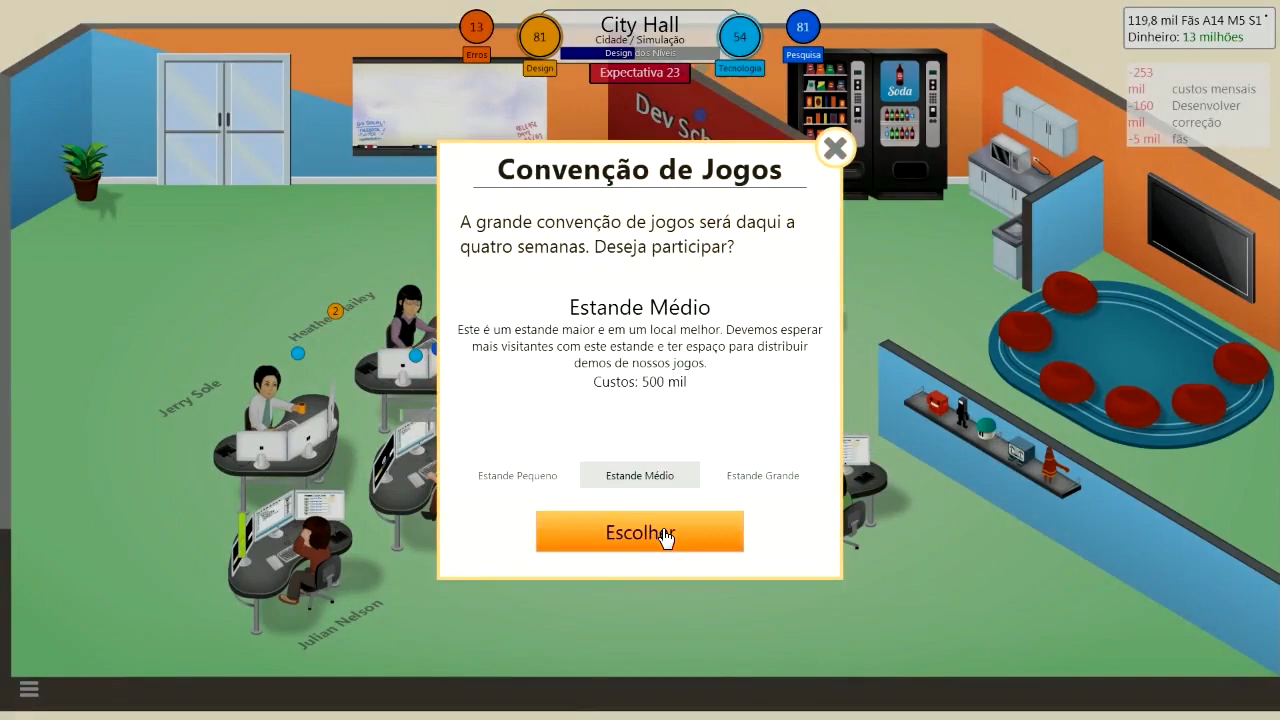 13
Erros
81
Design
City Hall
Cidade / Simulação
Design dos Níveis
Expectativa 23
54
Tecnologia
81
Pesquisa
119,8 mil Fãs A14 M5 S1
Dinheiro: 13 milhões
-253
mil custos mensais
-160 Desenvolver
mil correção
-5 mil fãs
Soda
Dev Sch
Convenção de Jogos
A grande convenção de jogos será daqui a
quatro semanas. Deseja participar?
Estande Médio
Este é um estande maior e em um local melhor. Devemos esperar
mais visitantes com este estande e ter espaço para distribuir
demos de nossos jogos.
Custos: 500 mil
Estande Pequeno Estande Médio Estande Grande
Escolher
2
Jerry Sole
Julian Nelson